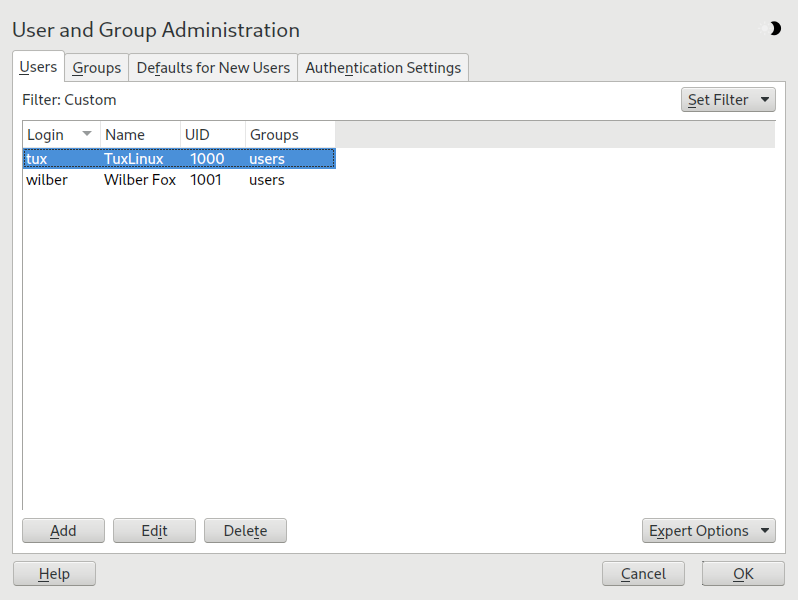 User and Group Administration
Users Groups Defaults for New Users Authentication Settings
Filter: Custom Set Filter
Login Name UID Groups
tux TuxLinux 1000 users
wilber Wilber Fox 1001 users
Add Edit Delete Expert Options
Help Cancel OK